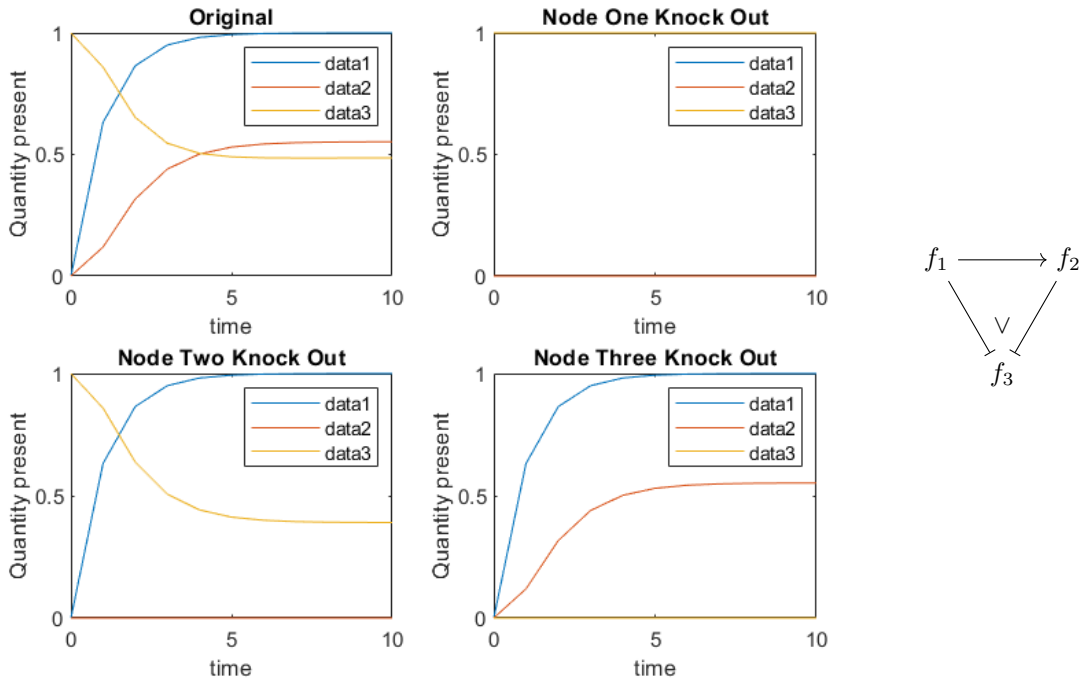 Original
Quantity present
1
0.5
0
0
5
10
time
data1
data2
data3
Node One Knock Out
Quantity present
1
0.5
0
0
5
10
time
data1
data2
data3
Node Two Knock Out
Quantity present
1
0.5
0
0
5
10
time
data1
data2
data3
Node Three Knock Out
Quantity present
1
0.5
0
0
5
10
time
data1
data2
data3
f₁
f₂
∨
f₃